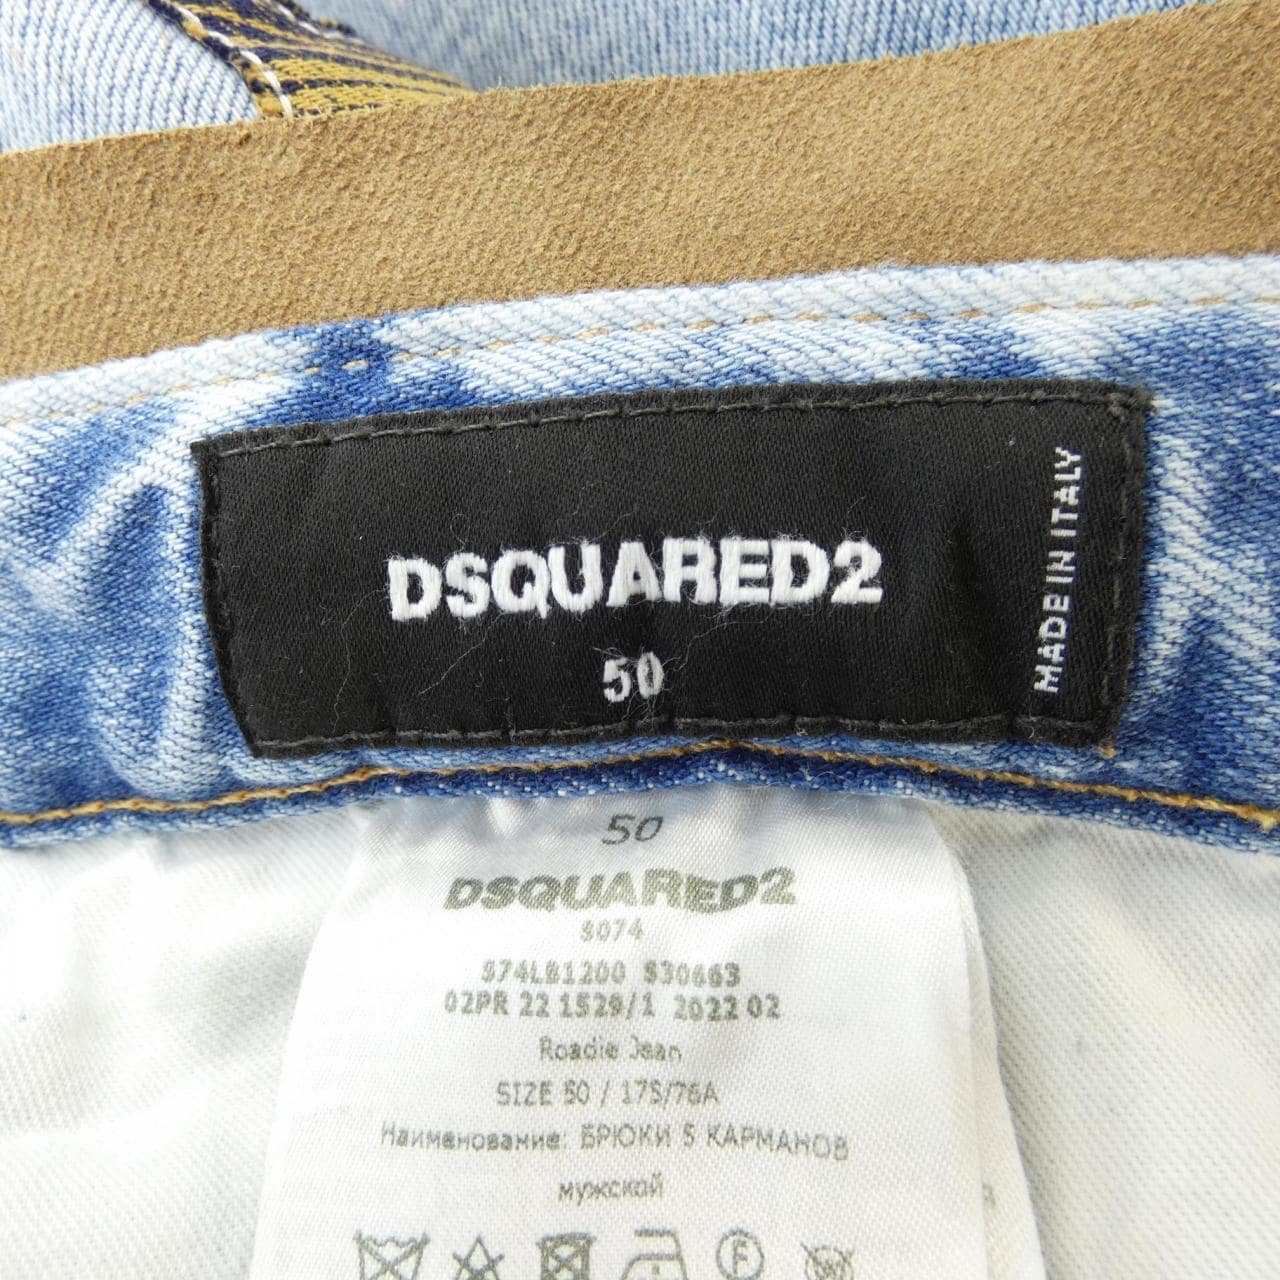 DSQUARED2
50
MADE IN ITALY
50
DSQUARED2
S074
S74LB1200 S30663
02PR 22 1529/1 2022 02
Roadie Jean
SIZE 50 / 175/76A
Наименование: БРЮКИ 5 КАРМАНОВ
мужской
F